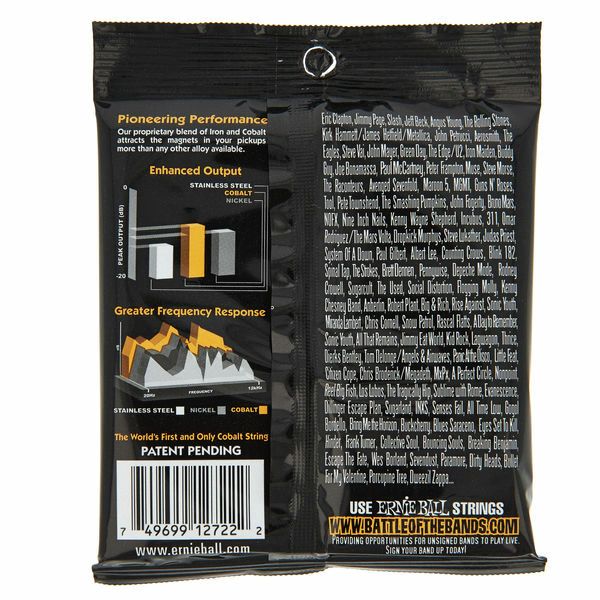 Pioneering Performance
Our proprietary blend of Iron and Cobalt
attracts the magnets in your pickups
more than any other alloy available.
Enhanced Output
STAINLESS STEEL
COBALT
NICKEL
0
PEAK OUTPUT (dB)
-20
Greater Frequency Response
1
0
20Hz
FREQUENCY
12kHz
STAINLESS STEEL
NICKEL
COBALT
The World's First and Only Cobalt String
PATENT PENDING
7 49699 12722 2
www.ernieball.com
Eric Clapton, Jimmy Page, Slash, Jeff Beck, Angus Young, The Rolling Stones,
Kirk Hammett/James Hetfield/Metallica, John Petrucci, Aerosmith, The
Eagles, Steve Vai, John Mayer, Green Day, The Edge/U2, Iron Maiden, Buddy
Guy, Joe Bonamassa, Paul McCartney, Peter Frampton, Muse, Steve Morse,
The Raconteurs, Avenged Sevenfold, Maroon 5, MGMT, Guns N' Roses,
Tool, Pete Townshend, The Smashing Pumpkins, John Fogerty, Bruno Mars,
NOFX, Nine Inch Nails, Kenny Wayne Shepherd, Incubus, 311, Omar
Rodriguez/The Mars Volta, Dropkick Murphys, Steve Lukather, Judas Priest,
System Of A Down, Paul Gilbert, Albert Lee, Counting Crows, Blink 182,
Spinal Tap, The Strokes, Brett Dennen, Pennywise, Depeche Mode, Rodney
Crowell, Sugarcult, The Used, Social Distortion, Flogging Molly, Kenny
Chesney Band, Anberlin, Robert Plant, Big & Rich, Rise Against, Sonic Youth,
Miranda Lambert, Chris Cornell, Snow Patrol, Rascal Flatts, A Day to Remember,
Sonic Youth, All That Remains, Jimmy Eat World, Kid Rock, Lagwagon, Thrice,
Dierks Bentley, Tom Delonge/Angels & Airwaves, Panic At the Disco, Little Feat,
Citizen Cope, Chris Broderick/Megadeth, MxPx, A Perfect Circle, Nonpoint
Reel Big Fish, Los Lobos, The Tragically Hip, Sublime with Rome, Evanescence,
Dillinger Escape Plan, Sugarland, INXS, Senses Fail, All Time Low, Gogol
Bordello, Bring Me the Horizon, Buckcherry, Blues Saraceno, Eyes Set To Kill
Hinder, Frank Turner, Collective Soul, Bouncing Souls, Breaking Benjamin,
Escape The Fate, Wes Borland, Sevendust, Paramore, Dirty Heads, Bullet
For My Valentine, Porcupine Tree, Dweezil Zappa...
USE ERNIE BALL STRINGS
WWW.BATTLEOFTHEBANDS.COM
PROVIDING OPPORTUNITIES FOR UNSIGNED BANDS TO PLAY LIVE.
SIGN YOUR BAND UP TODAY!